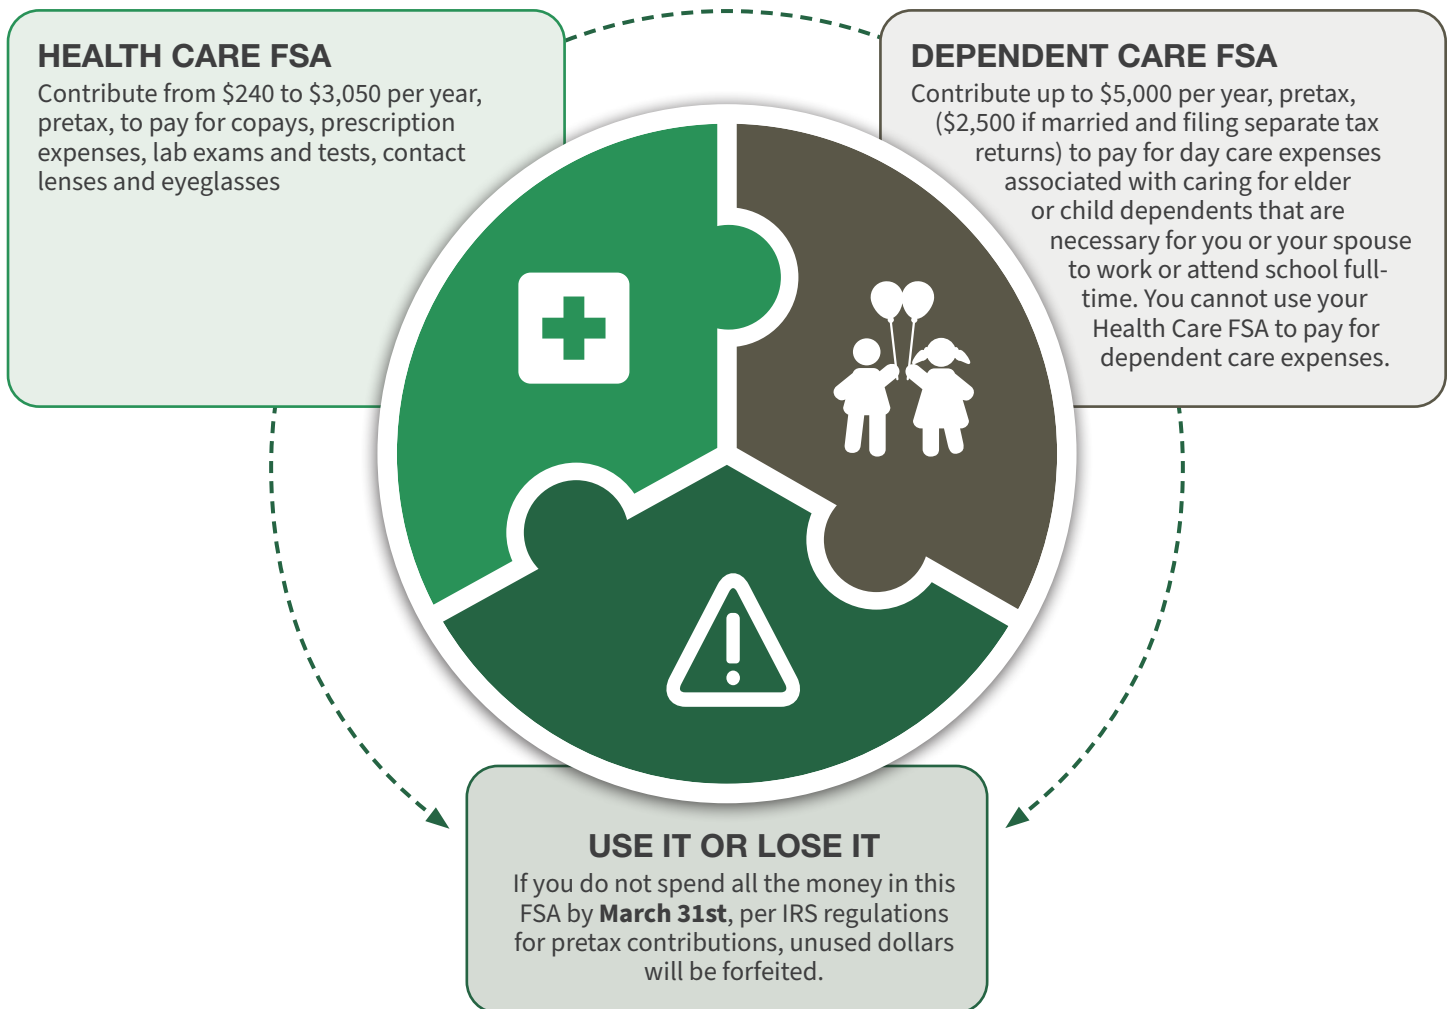 HEALTH CARE FSA
Contribute from $240 to $3,050 per year,
pretax, to pay for copays, prescription
expenses, lab exams and tests, contact
lenses and eyeglasses
DEPENDENT CARE FSA
Contribute up to $5,000 per year, pretax,
($2,500 if married and filing separate tax
returns) to pay for day care expenses
associated with caring for elder
or child dependents that are
necessary for you or your spouse
to work or attend school full-
time. You cannot use your
Health Care FSA to pay for
dependent care expenses.
USE IT OR LOSE IT
If you do not spend all the money in this
FSA by March 31st, per IRS regulations
for pretax contributions, unused dollars
will be forfeited.